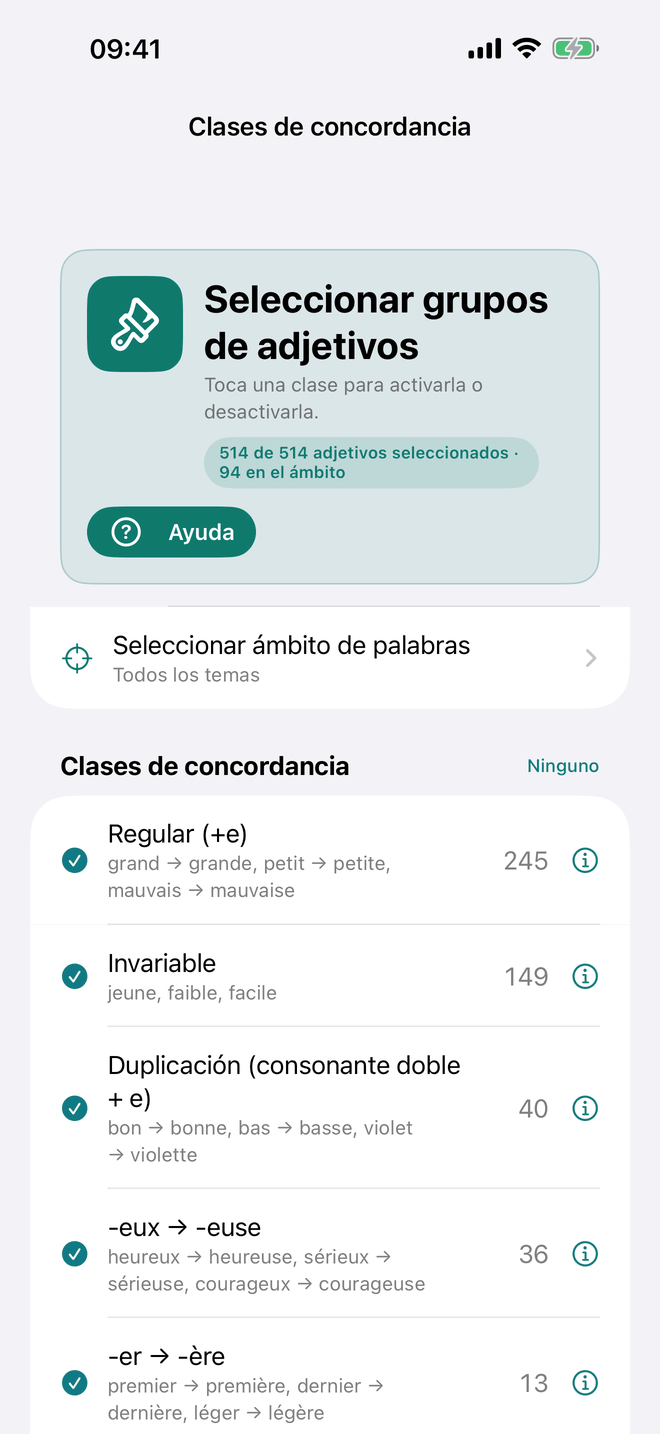 09:41
Clases de concordancia
Seleccionar grupos
de adjetivos
Toca una clase para activarla o
desactivarla.
514 de 514 adjetivos seleccionados ·
94 en el ámbito
Ayuda
Seleccionar ámbito de palabras
Todos los temas
Clases de concordancia
Ninguno
Regular (+e)
grand → grande, petit → petite,
mauvais → mauvaise
245
Invariable
jeune, faible, facile
149
Duplicación (consonante doble
+ e)
bon → bonne, bas → basse, violet
→ violette
40
-eux → -euse
heureux → heureuse, sérieux →
sérieuse, courageux → courageuse
36
-er → -ère
premier → première, dernier →
dernière, léger → légère
13